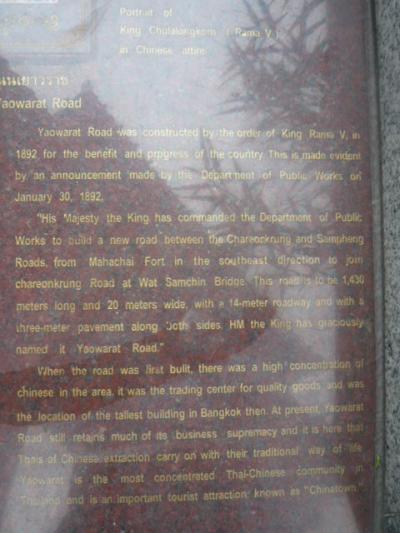 Portrait of
King Chulalongkorn ( Rama V )
in Chinese attire
นนเยาวราช
Yaowarat Road
Yaowarat Road was constructed by the order of King Rama V, in
1892 for the benefit and progress of the country. This is made evident
by an announcement made by the Department of Public Works on
January 30, 1892.
"His Majesty the King has commanded the Department of Public
Works to build a new road between the Chareonkrung and Sampheng
Roads, from Mahachai Fort in the southeast direction to join
chareonkrung Road at Wat Samchin Bridge. This road is to be 1,430
meters long and 20 meters wide, with a 14-meter roadway and with a
three-meter pavement along both sides. HM the King has graciously
named it Yaowarat Road."
When the road was first bulit, there was a high concentration of
chinese in the area, it was the trading center for quality goods and was
the location of the tallest building in Bangkok then. At present, Yaowarat
Road still retains much of its business supremacy and it is here that
Thais of Chinese extraction carry on with their traditional way of life
Yaowarat is the most concentrated Thai-Chinese community in
Thailand and is an important tourist attraction known as "Chinatown."